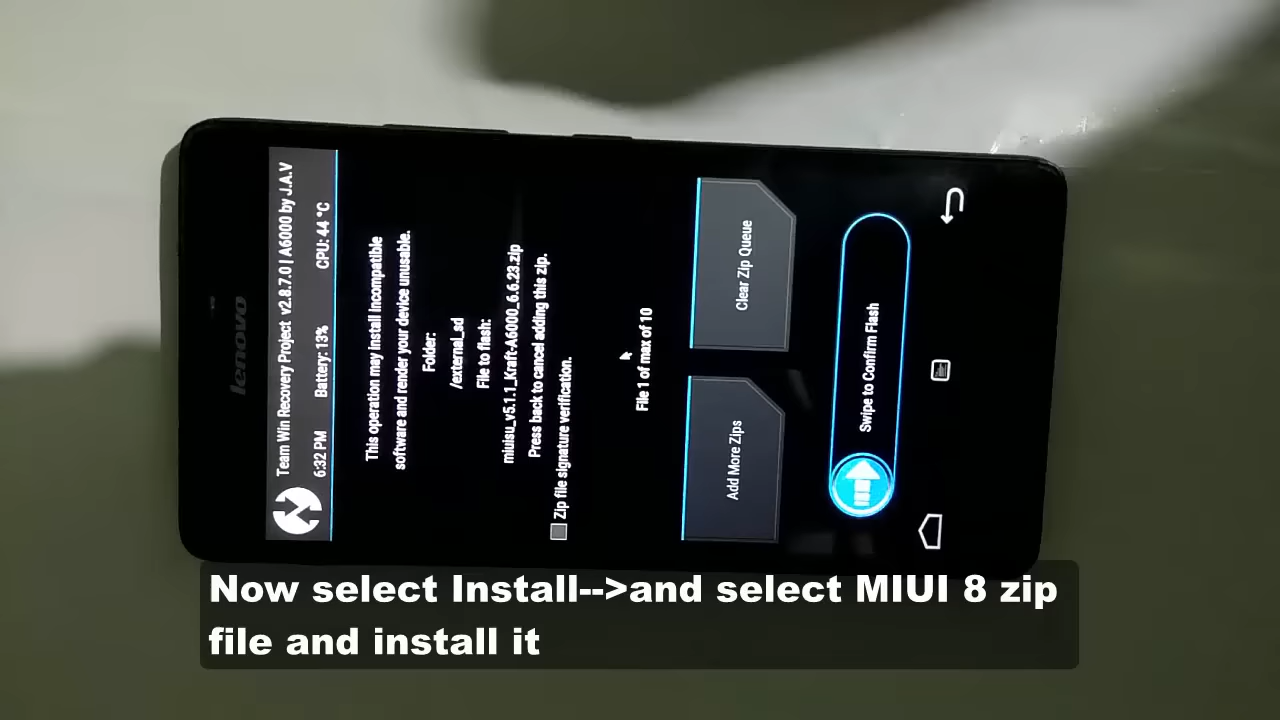 lenovo
Team Win Recovery Project v2.8.7.0 | A6000 by J.A.V
6:32 PM Battery: 13% CPU: 44 °C
This operation may install incompatible
software and render your device unusable.
Folder:
/external_sd
File to flash:
miuisu_v5.1.1_Kraft-A6000_6.6.23.zip
Press back to cancel adding this zip.
Zip file signature verification.
File 1 of max of 10
Add More Zips
Clear Zip Queue
Swipe to Confirm Flash
Now select Install-->and select MIUI 8 zip
file and install it